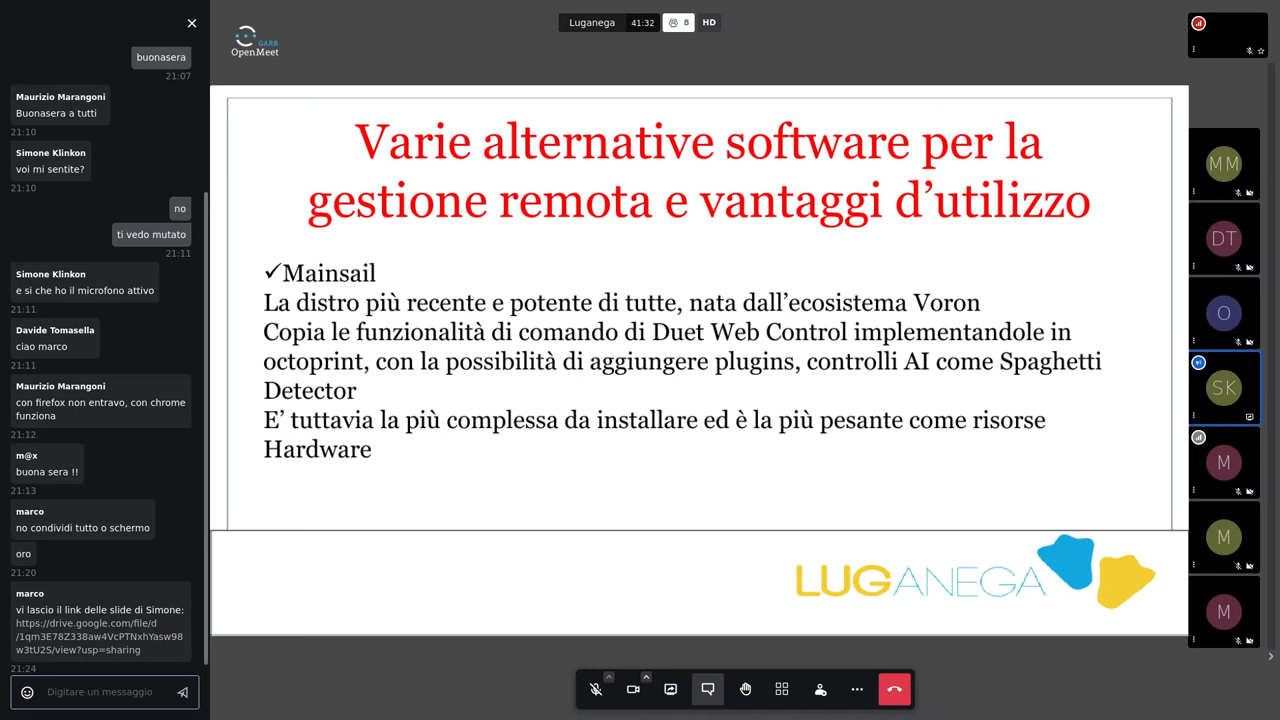 Luganega
41:32
8
HD
GARR
OpenMeet
buonasera
21:07
Maurizio Marangoni
Buonasera a tutti
21:10
Simone Klinkon
voi mi sentite?
21:10
no
ti vedo mutato
21:11
Simone Klinkon
e si che ho il microfono attivo
21:11
Davide Tomasella
ciao marco
21:11
Maurizio Marangoni
con firefox non entravo, con chrome
funziona
21:12
m@x
buona sera !!
21:13
marco
no condividi tutto o schermo
oro
21:20
marco
vi lascio il link delle slide di Simone:
https://drive.google.com/file/d
/1qm3E78Z338aw4VcPTNxhYasw98
w3tU2S/view?usp=sharing
21:24
Digitare un messaggio
Varie alternative software per la
gestione remota e vantaggi d’utilizzo
✓Mainsail
La distro più recente e potente di tutte, nata dall’ecosistema Voron
Copia le funzionalità di comando di Duet Web Control implementandole in
octoprint, con la possibilità di aggiungere plugins, controlli AI come Spaghetti
Detector
E’ tuttavia la più complessa da installare ed è la più pesante come risorse
Hardware
LUGANEGA
MM
DT
O
SK
M
M
M